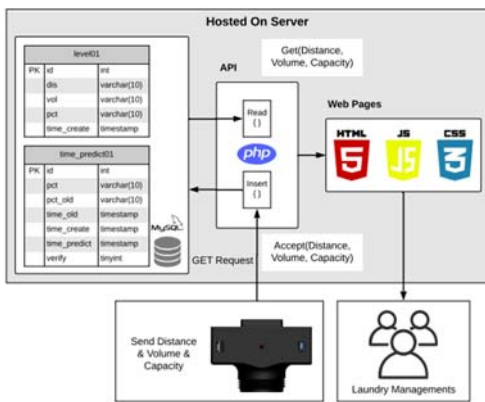 Hosted On Server
level01
PK id int
dis varchar(10)
vol varchar(10)
pct varchar(10)
time_create timestamp
time_predict01
PK id int
pct varchar(10)
pct_old varchar(10)
time_old timestamp
time_create timestamp
time_predict timestamp
verify tinyint
MySQL
API
Read
( )
php
Insert
( )
Get(Distance,
Volume, Capacity)
Web Pages
HTML
5
JS
JS
CSS
3
GET Request
Accept(Distance,
Volume, Capacity)
Send Distance
& Volume &
Capacity
Laundry Managements